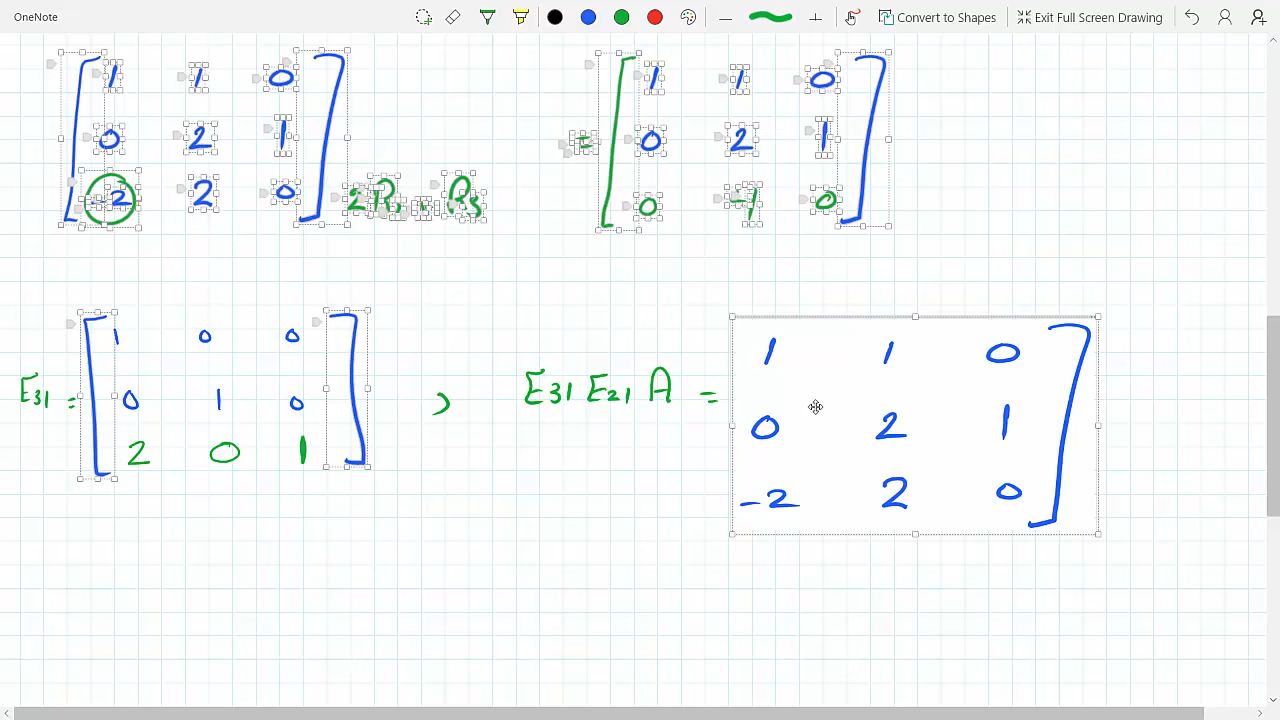 OneNote
Convert to Shapes
Exit Full Screen Drawing
1 1 0
0 2 1
-2 2 0 2R₁ + R₃
= 1 1 0
0 2 1
0 4 0
E₃₁ =
1 0 0
0 1 0
2 0 1
, E₃₁ E₂₁ A =
1 1 0
0 2 1
-2 2 0